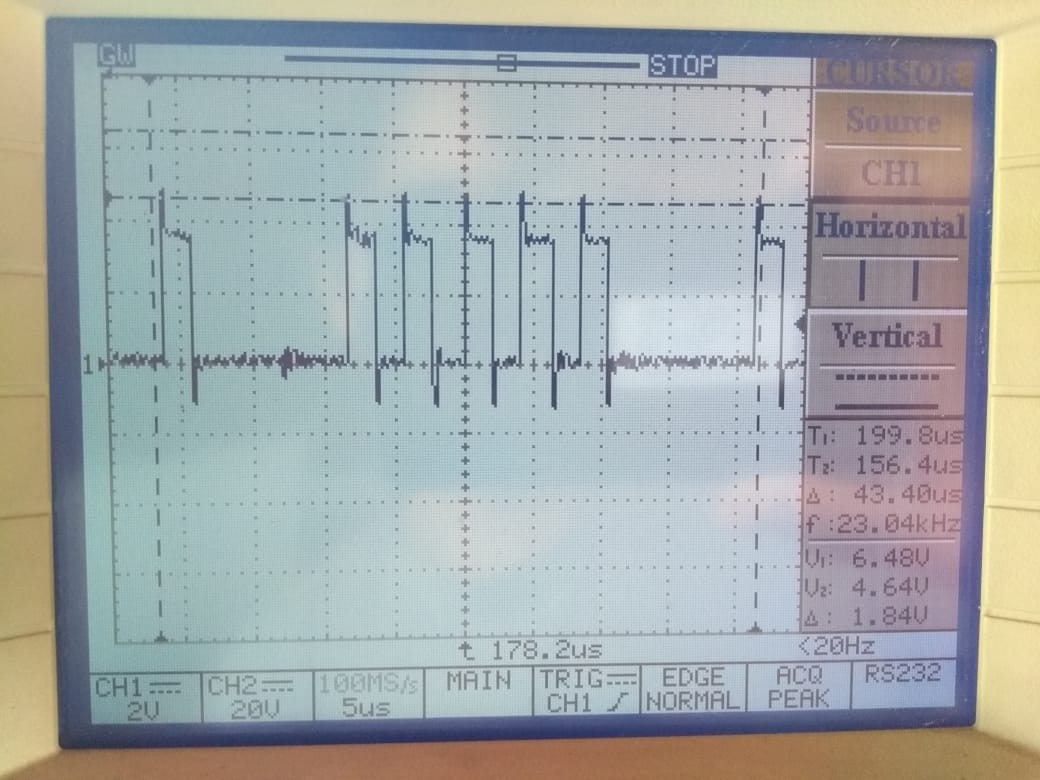 GW STOP
CURSOR
Source
CH1
Horizontal
Vertical
1
T1: 199.8us
T2: 156.4us
Δ: 43.40us
f:23.04kHz
V1: 6.48V
V2: 4.64V
Δ: 1.84V
t 178.2us <20Hz
CH1 2V
CH2 20V
100MS/s 5us
MAIN
TRIG CH1
EDGE NORMAL
ACQ PEAK
RS232